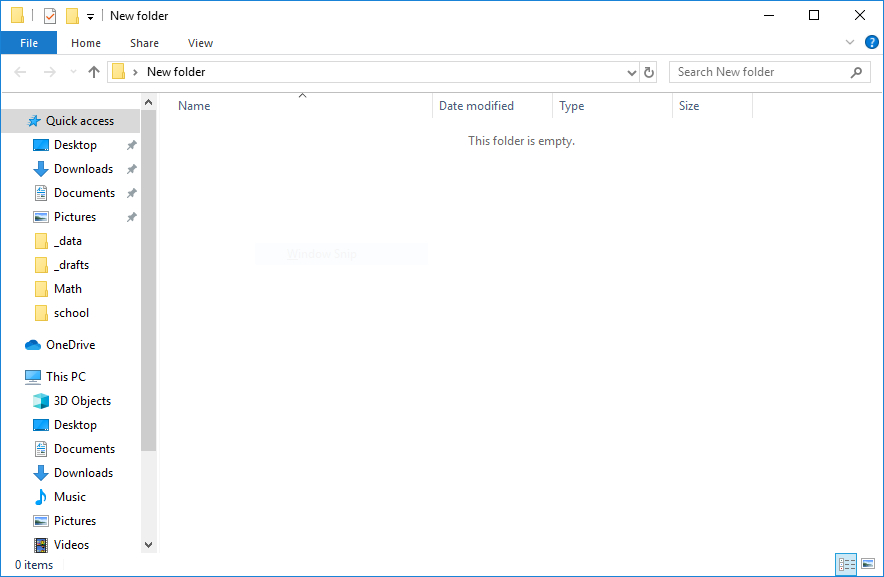 New folder
File Home Share View
New folder
Search New folder
Name Date modified Type Size
This folder is empty.
Quick access
Desktop
Downloads
Documents
Pictures
_data
_drafts
Math
school
OneDrive
This PC
3D Objects
Desktop
Documents
Downloads
Music
Pictures
Videos
Window Snip
0 items